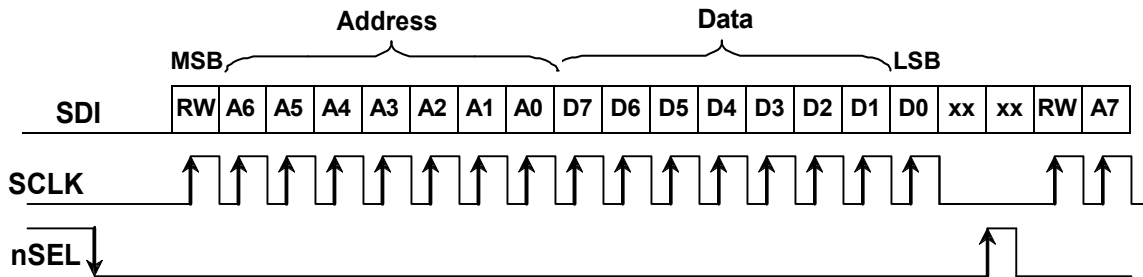 Address Data
MSB LSB
SDI RW A6 A5 A4 A3 A2 A1 A0 D7 D6 D5 D4 D3 D2 D1 D0 xx xx RW A7
SCLK
nSEL